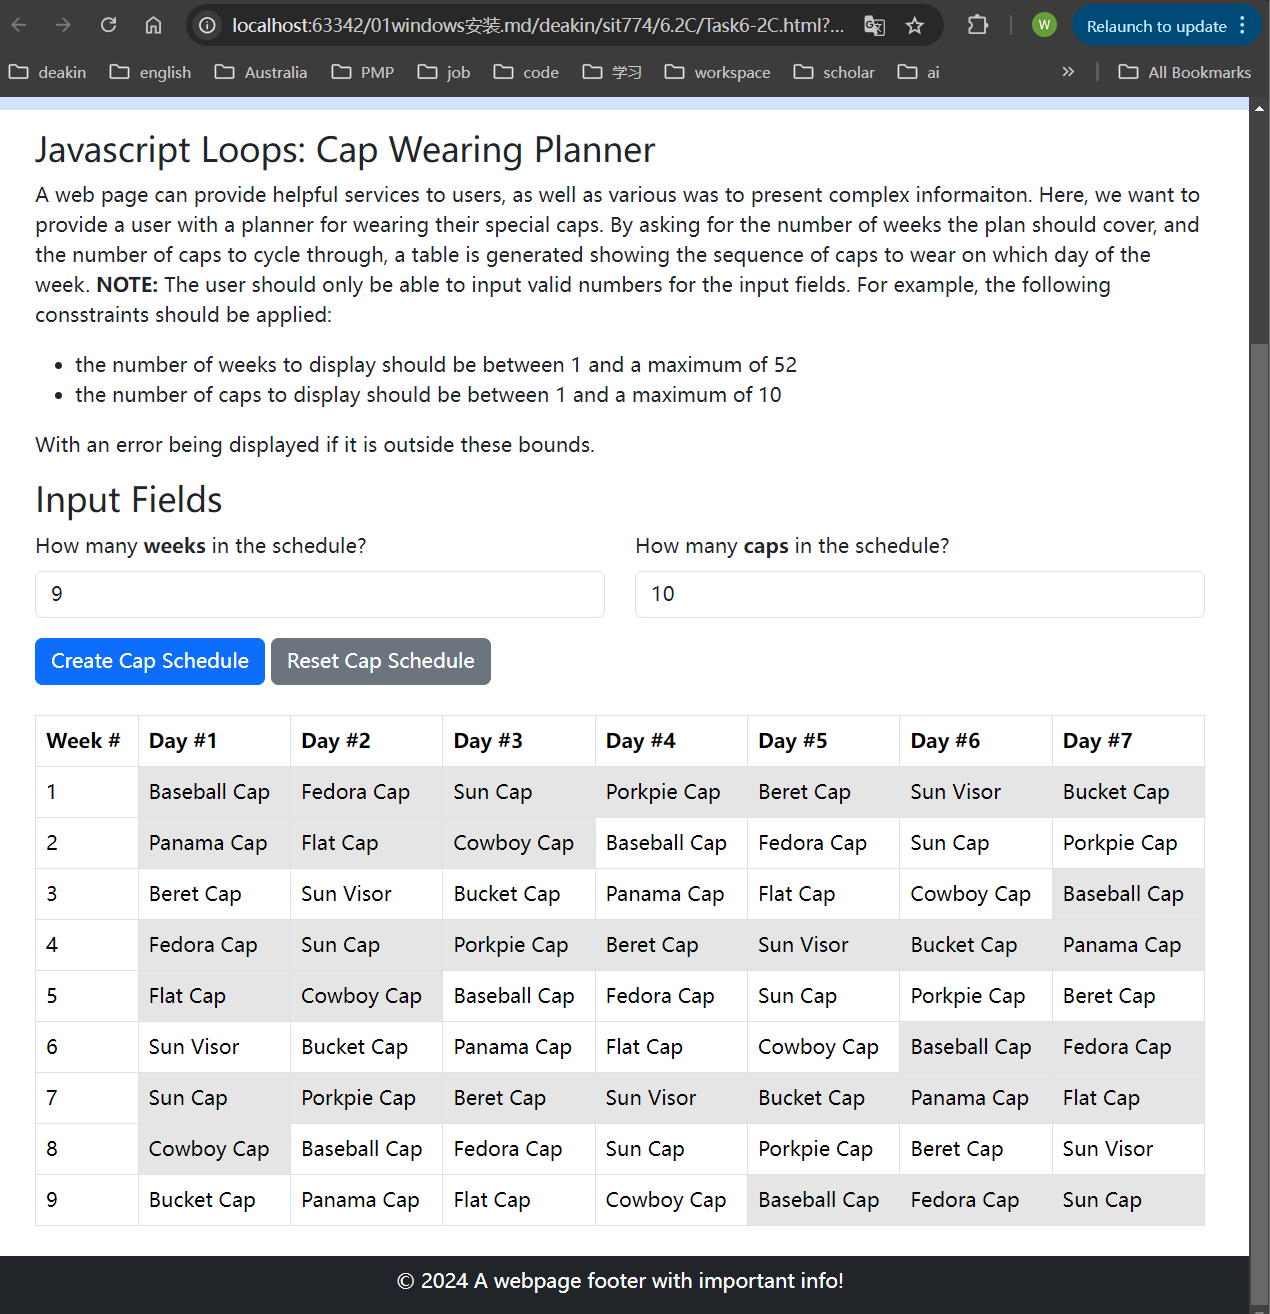 localhost:63342/01windows安装.md/deakin/sit774/6.2C/Task6-2C.html?...
W
Relaunch to update
deakin
english
Australia
PMP
job
code
学习
workspace
scholar
ai
All Bookmarks
Javascript Loops: Cap Wearing Planner
A web page can provide helpful services to users, as well as various was to present complex informaiton. Here, we want to
provide a user with a planner for wearing their special caps. By asking for the number of weeks the plan should cover, and
the number of caps to cycle through, a table is generated showing the sequence of caps to wear on which day of the
week. NOTE: The user should only be able to input valid numbers for the input fields. For example, the following
consstraints should be applied:
• the number of weeks to display should be between 1 and a maximum of 52
• the number of caps to display should be between 1 and a maximum of 10
With an error being displayed if it is outside these bounds.
Input Fields
How many weeks in the schedule?
How many caps in the schedule?
9
10
Create Cap Schedule
Reset Cap Schedule
Week # Day #1 Day #2 Day #3 Day #4 Day #5 Day #6 Day #7
1 Baseball Cap Fedora Cap Sun Cap Porkpie Cap Beret Cap Sun Visor Bucket Cap
2 Panama Cap Flat Cap Cowboy Cap Baseball Cap Fedora Cap Sun Cap Porkpie Cap
3 Beret Cap Sun Visor Bucket Cap Panama Cap Flat Cap Cowboy Cap Baseball Cap
4 Fedora Cap Sun Cap Porkpie Cap Beret Cap Sun Visor Bucket Cap Panama Cap
5 Flat Cap Cowboy Cap Baseball Cap Fedora Cap Sun Cap Porkpie Cap Beret Cap
6 Sun Visor Bucket Cap Panama Cap Flat Cap Cowboy Cap Baseball Cap Fedora Cap
7 Sun Cap Porkpie Cap Beret Cap Sun Visor Bucket Cap Panama Cap Flat Cap
8 Cowboy Cap Baseball Cap Fedora Cap Sun Cap Porkpie Cap Beret Cap Sun Visor
9 Bucket Cap Panama Cap Flat Cap Cowboy Cap Baseball Cap Fedora Cap Sun Cap
© 2024 A webpage footer with important info!